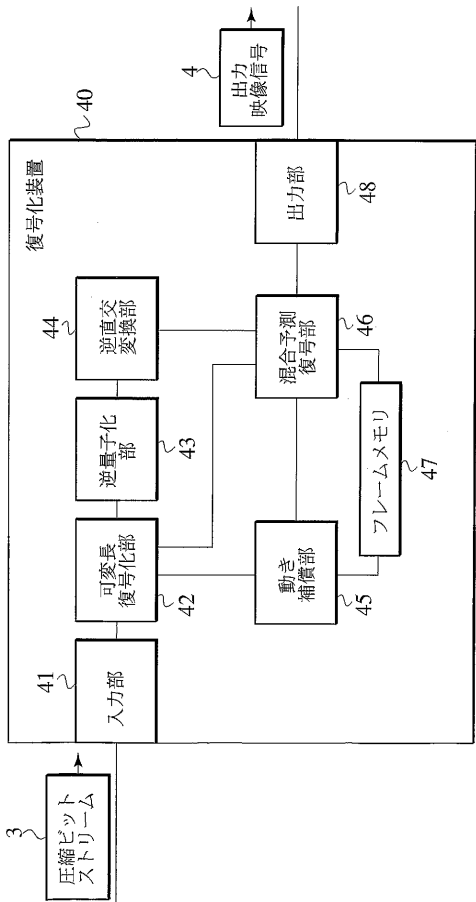 3
圧縮ビット
ストリーム
復号化装置
40
41
入力部
可変長
復号化部
42
逆量子化
部
43
44
逆直交
変換部
動き
補償部
45
混合予測
復号部
46
フレームメモリ
47
出力部
48
4
出力
映像信号